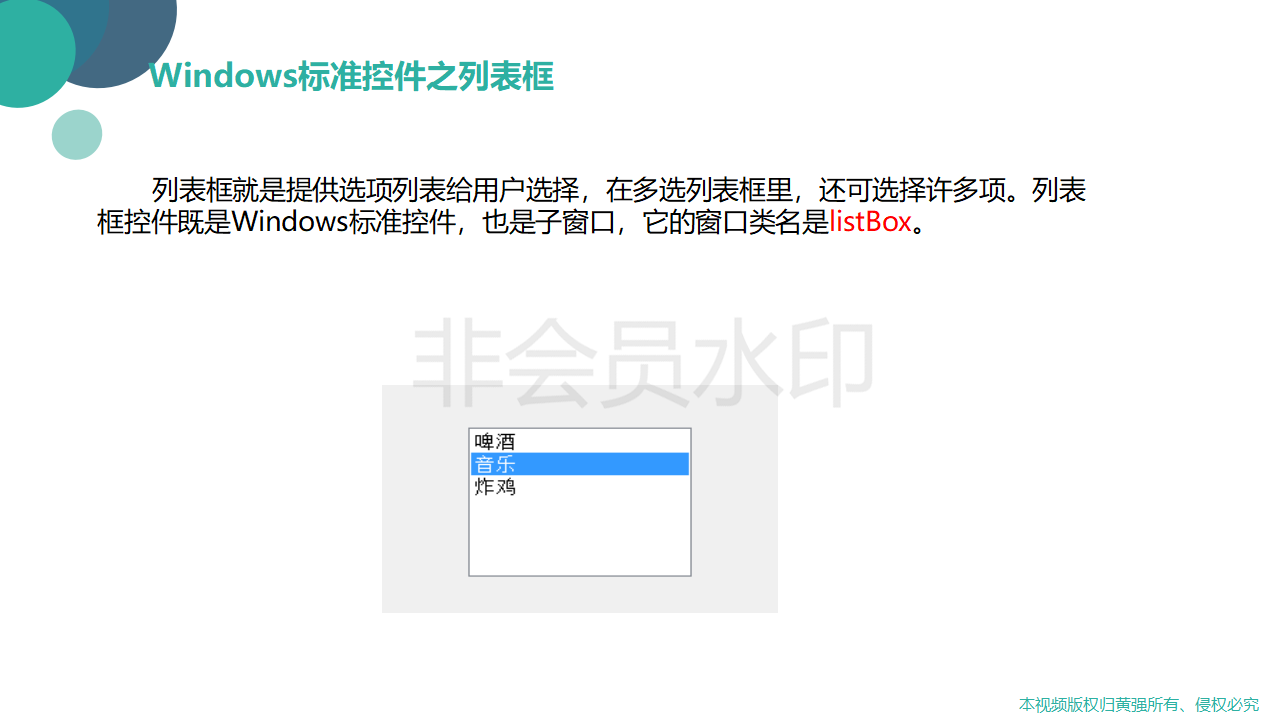 Windows标准控件之列表框
列表框就是提供选项列表给用户选择，在多选列表框里，还可选择许多项。列表
框控件既是Windows标准控件，也是子窗口，它的窗口类名是listBox。
非会员水印
啤酒
音乐
炸鸡
本视频版权归黄强所有、侵权必究